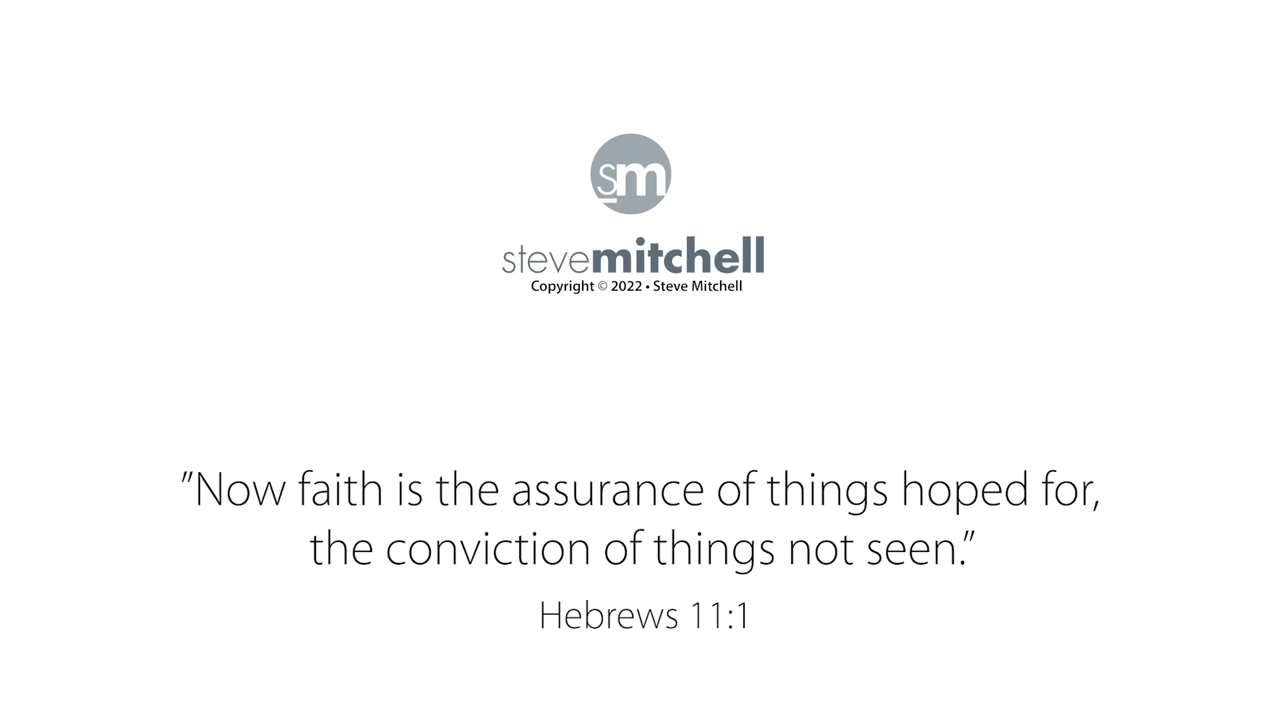 sm
stevemitchell
Copyright © 2022 • Steve Mitchell
”Now faith is the assurance of things hoped for,
the conviction of things not seen.”
Hebrews 11:1